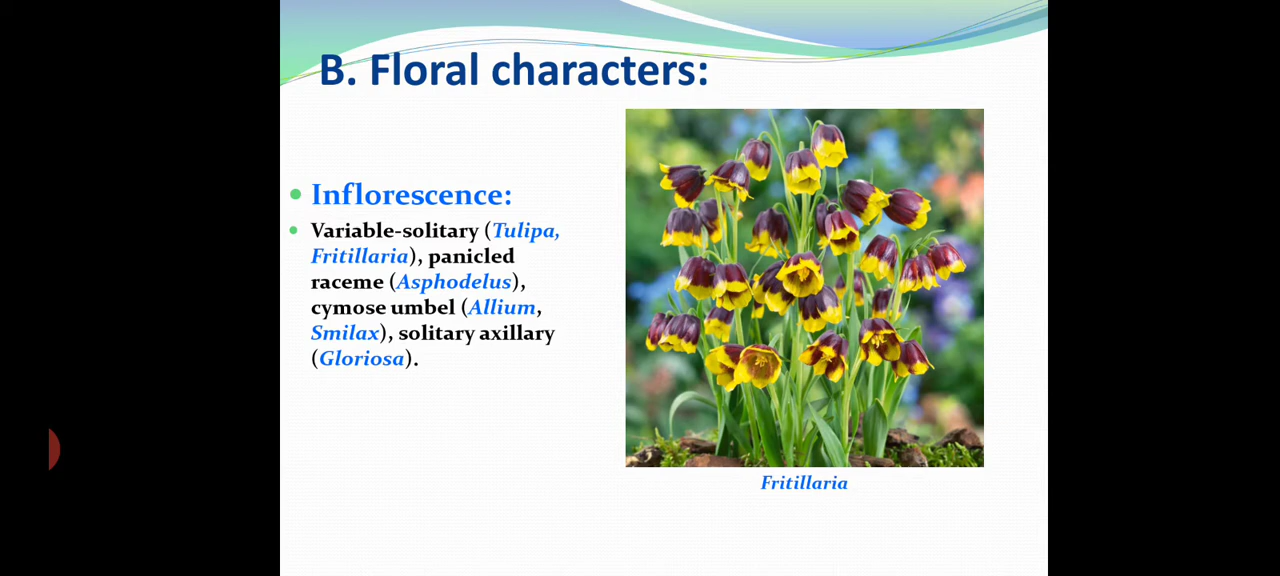 B. Floral characters:
Inflorescence:
Variable-solitary (Tulipa,
Fritillaria), panicled
raceme (Asphodelus),
cymose umbel (Allium,
Smilax), solitary axillary
(Gloriosa).
Fritillaria